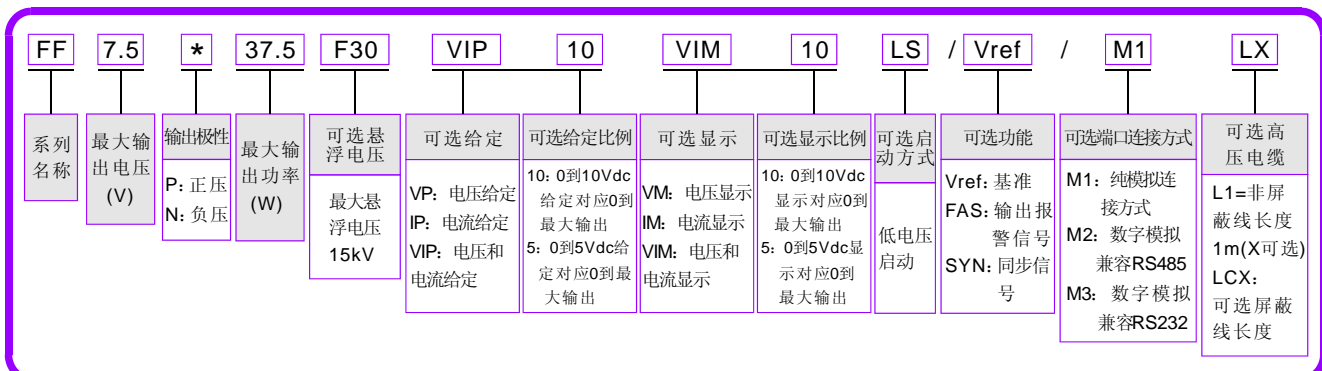 FF 7.5 * 37.5 F30 VIP 10 VIM 10 LS / Vref / M1 LX
系列
名称
最大输
出电压
(V)
输出极性
P：正压
N：负压
最大输
出功率
(W)
可选悬
浮电压
最大悬
浮电压
15kV
可选给定
VP：电压给定
IP：电流给定
VIP：电压和
电流给定
可选给定比例
10：0到10Vdc
给定对应0到
最大输出
5：0到5Vdc给
定对应0到最
大输出
可选显示
VM：电压显示
IM：电流显示
VIM：电压和
电流显示
可选显示比例
10：0到10Vdc
显示对应0到
最大输出
5：0到5Vdc显
示对应0到
最大输出
可选启
动方式
低电压
启动
可选功能
Vref：基准
FAS：输出报
警信号
SYN：同步信
号
可选端口连接方式
M1：纯模拟连
接方式
M2：数字模拟
兼容RS485
M3：数字模拟
兼容RS232
可选高
压电缆
L1=非屏
蔽线长度
1m(X可选)
LCX：
可选屏蔽
线长度